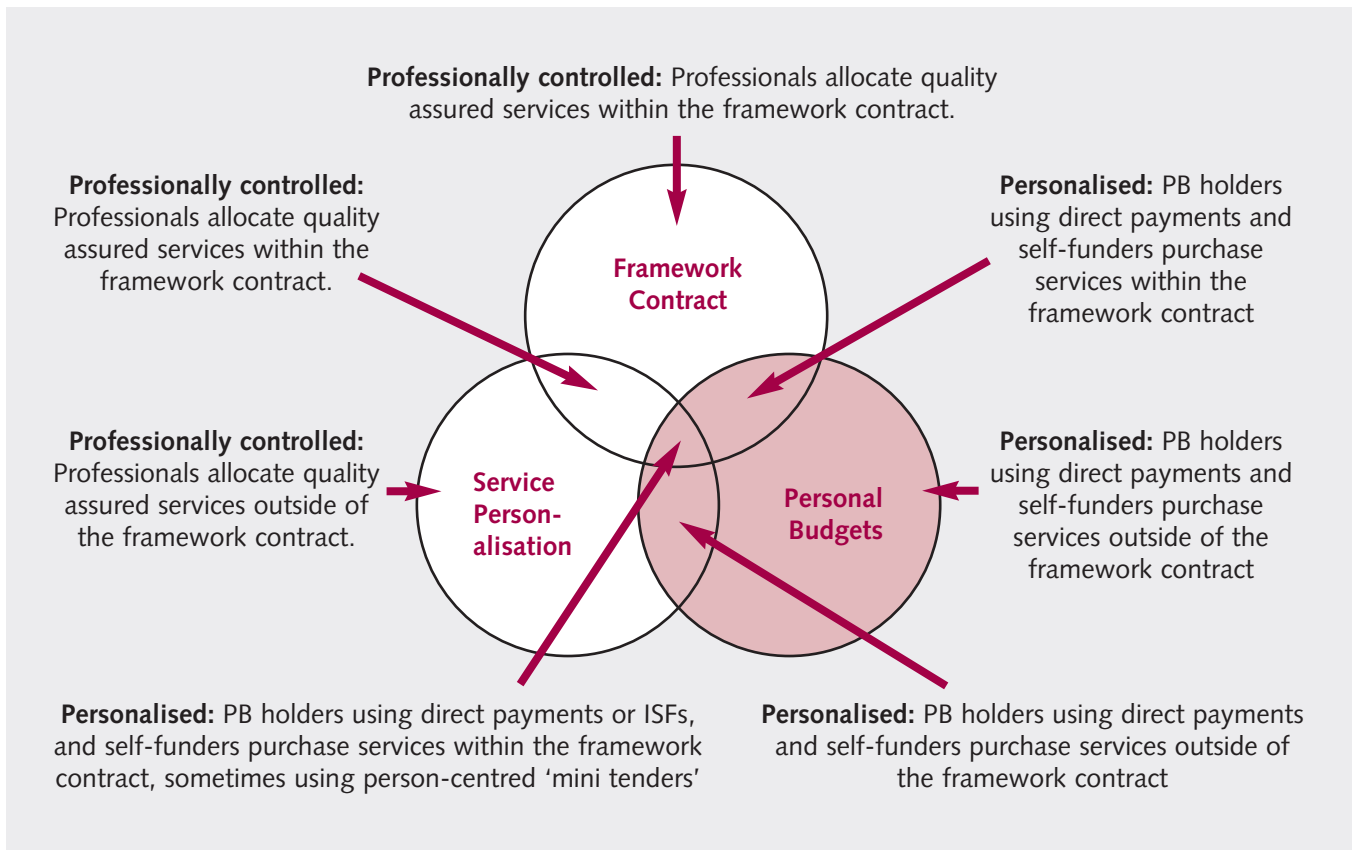 Professionally controlled: Professionals allocate quality
assured services within the framework contract.
Professionally controlled:
Professionals allocate quality
assured services within the
framework contract.
Personalised: PB holders
using direct payments and
self-funders purchase
services within the
framework contract
Framework
Contract
Professionally controlled:
Professionals allocate quality
assured services outside of
the framework contract.
Service
Person-
alisation
Personal
Budgets
Personalised: PB holders
using direct payments and
self-funders purchase
services outside of the
framework contract
Personalised: PB holders using direct payments or ISFs,
and self-funders purchase services within the framework
contract, sometimes using person-centred ‘mini tenders’
Personalised: PB holders using direct payments
and self-funders purchase services outside of
the framework contract